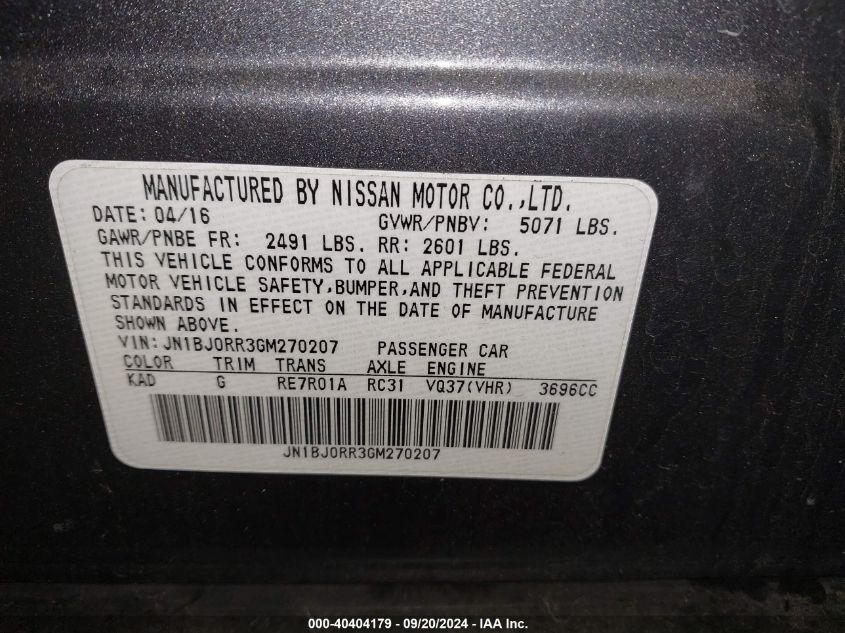 MANUFACTURED BY NISSAN MOTOR CO.,LTD.
DATE: 04/16 GVWR/PNBV: 5071 LBS.
GAWR/PNBE FR: 2491 LBS. RR: 2601 LBS.
THIS VEHICLE CONFORMS TO ALL APPLICABLE FEDERAL
MOTOR VEHICLE SAFETY,BUMPER,AND THEFT PREVENTION
STANDARDS IN EFFECT ON THE DATE OF MANUFACTURE
SHOWN ABOVE.
VIN: JN1BJ0RR3GM270207 PASSENGER CAR
COLOR TRIM TRANS AXLE ENGINE
KAD G RE7R01A RC31 VQ37(VHR) 3696CC
JN1BJ0RR3GM270207
000-40404179 - 09/20/2024 - IAA Inc.